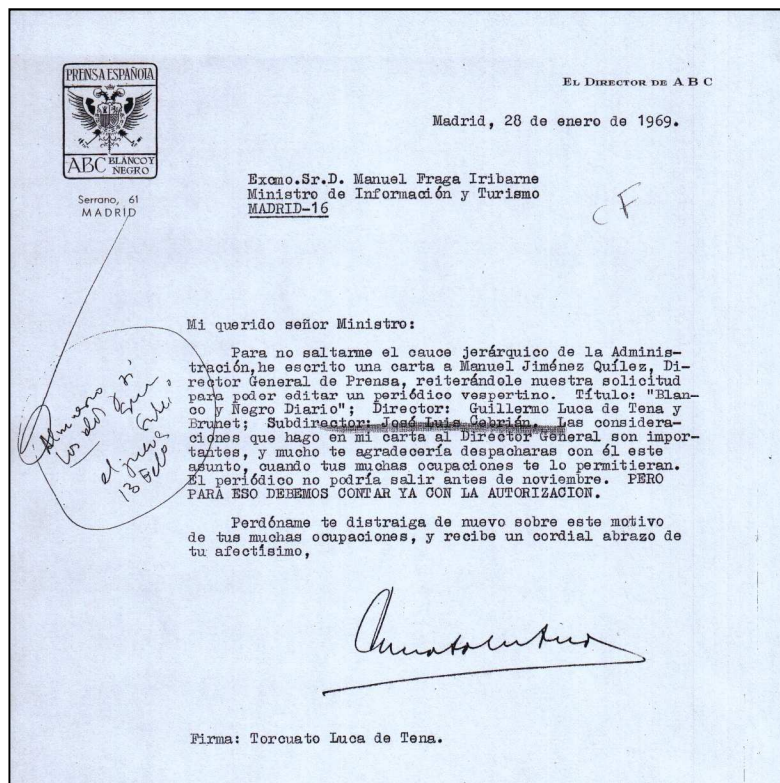 PRENSA ESPAÑOLA
ABC BLANCO Y
NEGRO
Serrano, 61
MADRID
EL DIRECTOR DE A B C
Madrid, 28 de enero de 1969.
Excmo.Sr.D. Manuel Fraga Iribarne
Ministro de Información y Turismo
MADRID-16
CF
Mi querido señor Ministro:
Para no saltarme el cauce jerárquico de la Adminis-
tración,he escrito una carta a Manuel Jiménez Quílez, Di-
rector General de Prensa, reiterándole nuestra solicitud
para poder editar un periódico vespertino. Título: "Blan-
co y Negro Diario"; Director: Guillermo Luca de Tena y
Brunet; Subdirector: José Luis Cebrián. Las considera-
ciones que hago en mi carta al Director General son impor-
tantes, y mucho te agradecería despacharas con él este
asunto, cuando tus muchas ocupaciones te lo permitieran.
El periódico no podría salir antes de noviembre. PERO
PARA ESO DEBEMOS CONTAR YA CON LA AUTORIZACION.
Perdóname te distraiga de nuevo sobre este motivo
de tus muchas ocupaciones, y recibe un cordial abrazo de
tu afectísimo,
los dos
el jueves
13
Firma: Torcuato Luca de Tena.